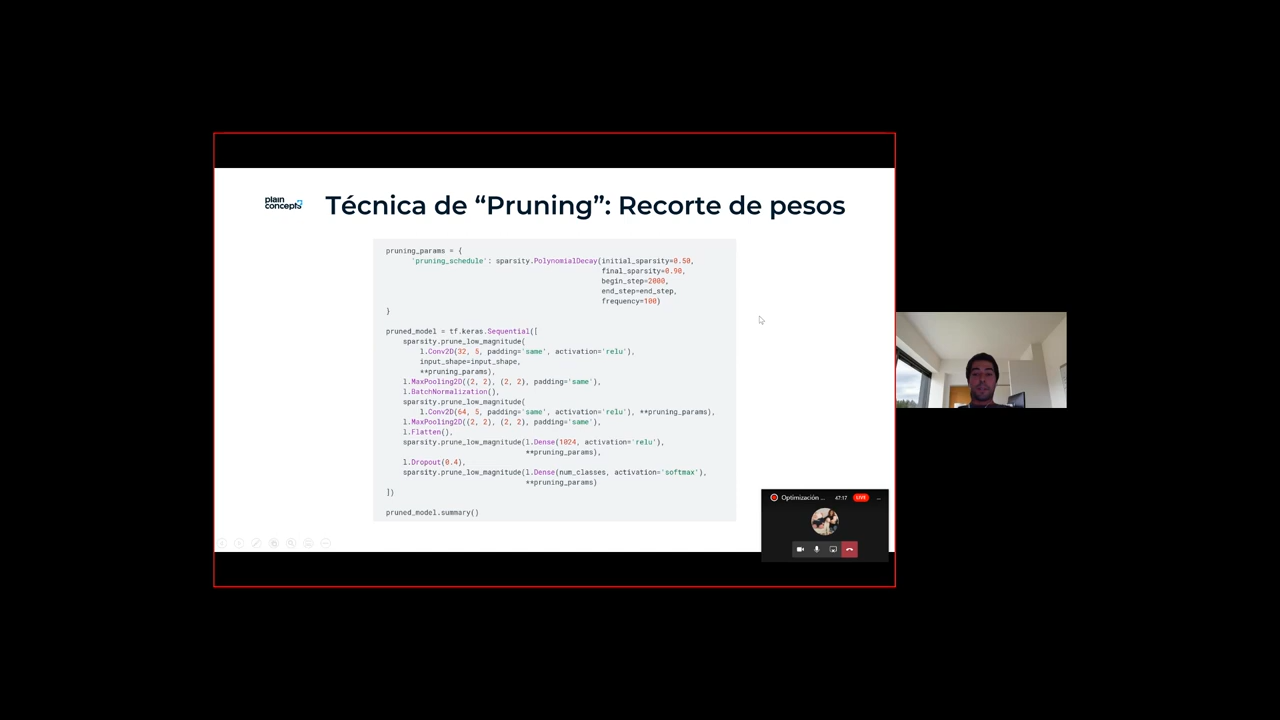 plain
concepts
Técnica de “Pruning”: Recorte de pesos
pruning_params = {
'pruning_schedule': sparsity.PolynomialDecay(initial_sparsity=0.50,
final_sparsity=0.90,
begin_step=2000,
end_step=end_step,
frequency=100)
}
pruned_model = tf.keras.Sequential([
sparsity.prune_low_magnitude(
l.Conv2D(32, 5, padding='same', activation='relu'),
input_shape=input_shape,
**pruning_params),
l.MaxPooling2D((2, 2), (2, 2), padding='same'),
l.BatchNormalization(),
sparsity.prune_low_magnitude(
l.Conv2D(64, 5, padding='same', activation='relu'), **pruning_params),
l.MaxPooling2D((2, 2), (2, 2), padding='same'),
l.Flatten(),
sparsity.prune_low_magnitude(l.Dense(1024, activation='relu'),
**pruning_params),
l.Dropout(0.4),
sparsity.prune_low_magnitude(l.Dense(num_classes, activation='softmax'),
**pruning_params)
])
pruned_model.summary()
Optimización ... 47:17 LIVE ...